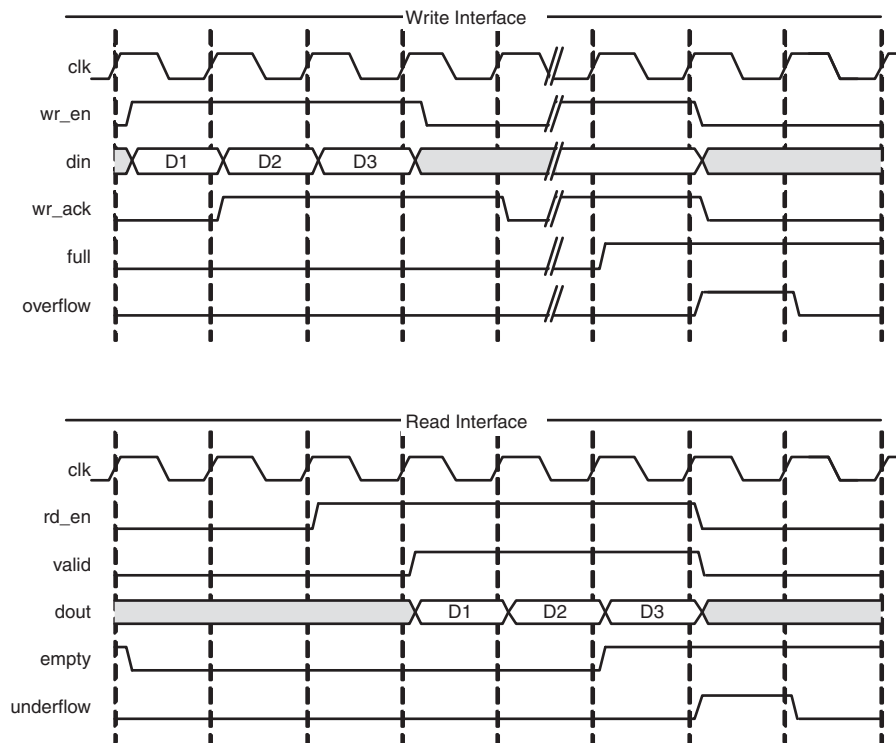 Write Interface
clk
wr_en
din D1 D2 D3
wr_ack
full
overflow
Read Interface
clk
rd_en
valid
dout D1 D2 D3
empty
underflow